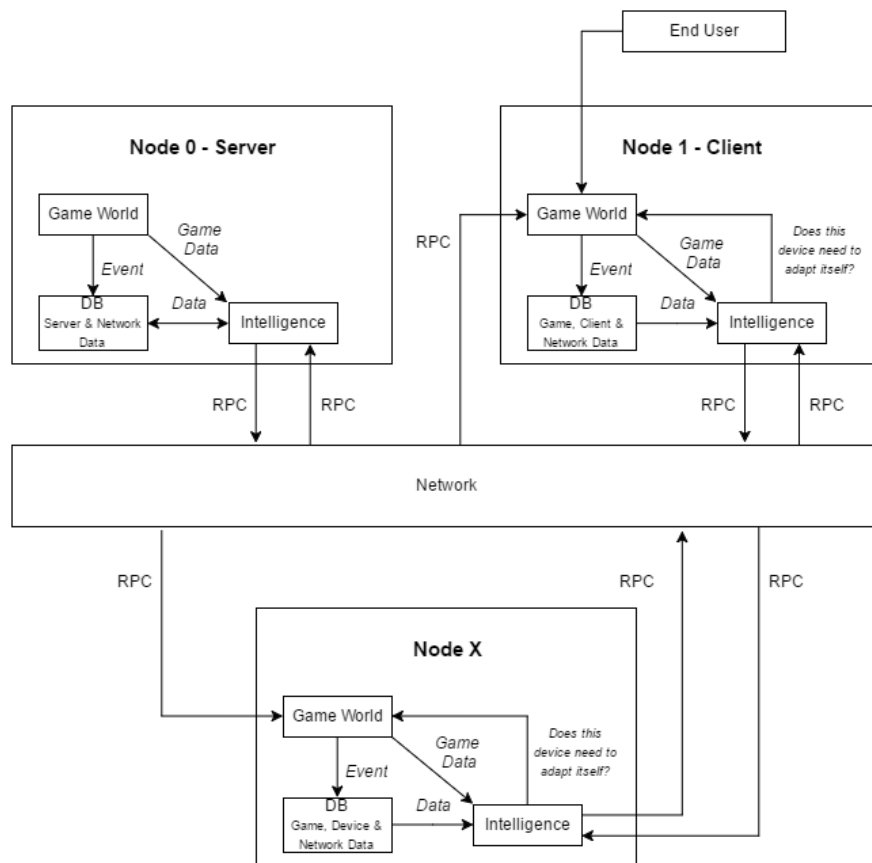 End User
Node 0 - Server
Game World
Game
Data
Event
DB
Server & Network
Data
Data
Intelligence
RPC
RPC
Node 1 - Client
Game World
Game
Data
Does this
device need to
adapt itself?
Event
DB
Game, Client &
Network Data
Data
Intelligence
RPC
RPC
RPC
Network
RPC
RPC
RPC
Node X
Game World
Game
Data
Does this
device need to
adapt itself?
Event
DB
Game, Device &
Network Data
Data
Intelligence